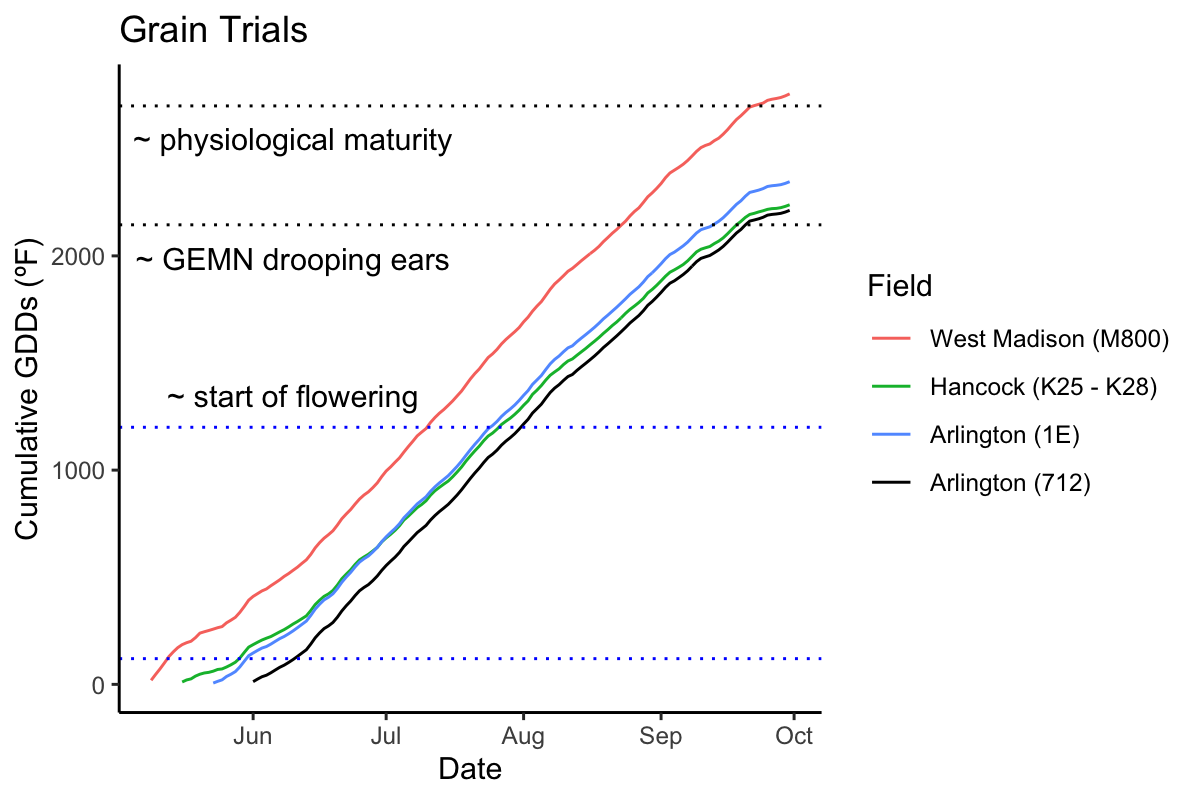 Grain Trials
~ physiological maturity
~ GEMN drooping ears
~ start of flowering
Cumulative GDDs (°F)
2000
1000
0
Jun Jul Aug Sep Oct
Date
Field
West Madison (M800)
Hancock (K25 - K28)
Arlington (1E)
Arlington (712)